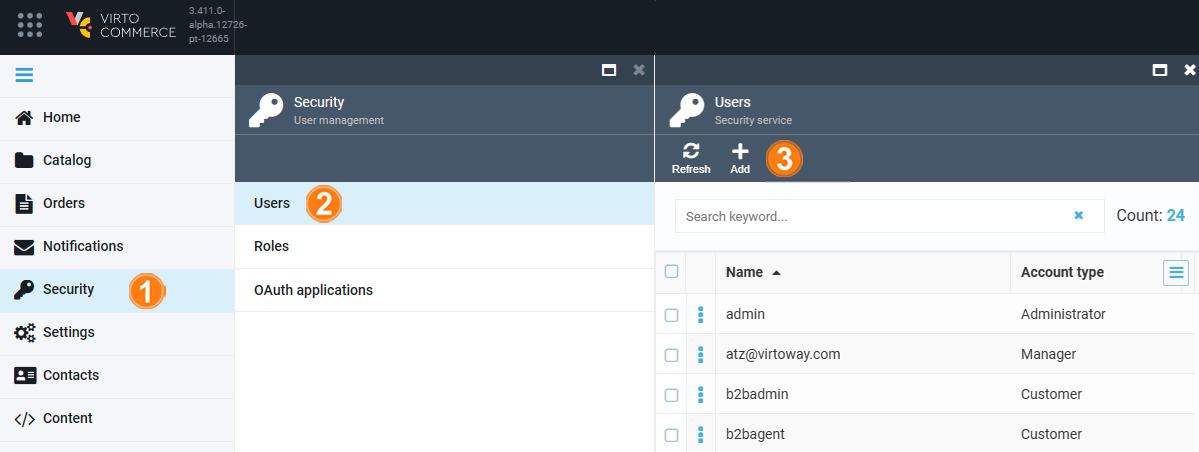 VIRTO
COMMERCE
3.411.0-
alpha.12726-
pt-12665
Home
Catalog
Orders
Notifications
Security
1
Settings
Contacts
Content
Security
User management
Users
2
Roles
OAuth applications
Users
Security service
Refresh
Add
3
Search keyword...
Count: 24
Name Account type
admin Administrator
atz@virtoway.com Manager
b2badmin Customer
b2bagent Customer